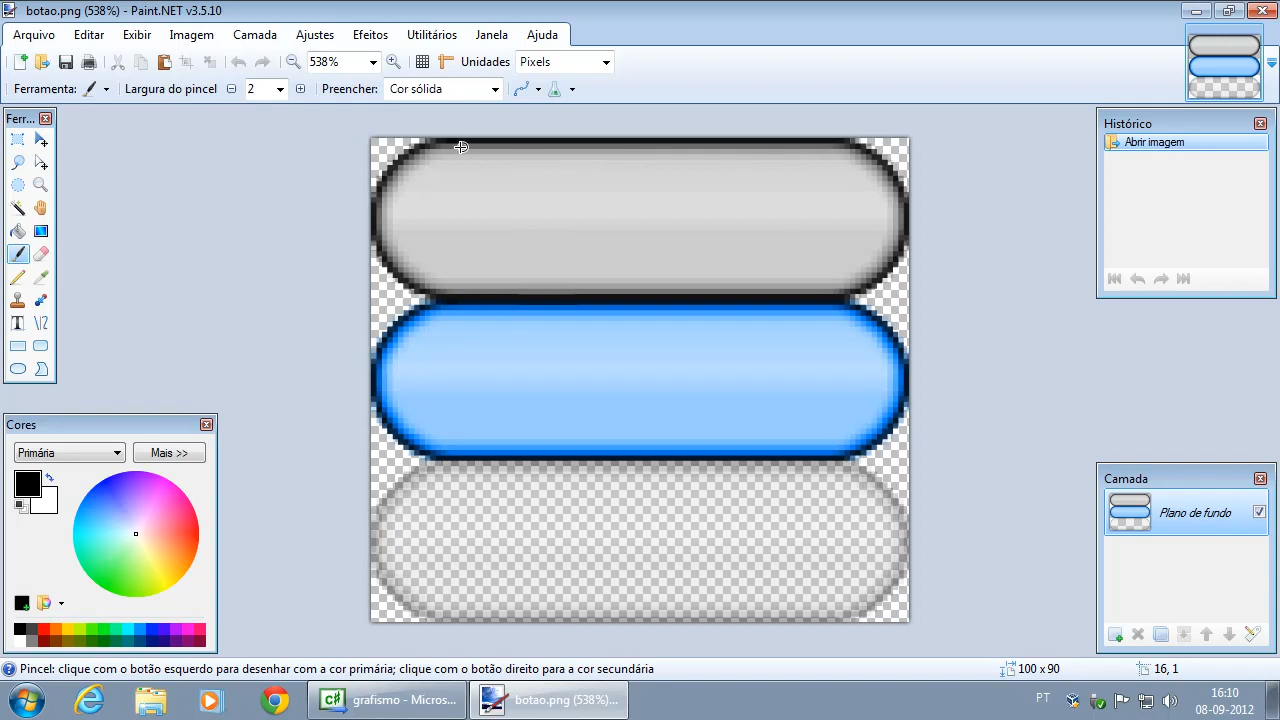 botao.png (538%) - Paint.NET v3.5.10
Arquivo Editar Exibir Imagem Camada Ajustes Efeitos Utilitários Janela Ajuda
538% Unidades Pixels
Ferramenta: Largura do pincel 2 Preencher: Cor sólida
Ferr...
Histórico
Abrir imagem
Cores
Primária Mais >>
Camada
Plano de fundo
Pincel: clique com o botão esquerdo para desenhar com a cor primária; clique com o botão direito para a cor secundária 100 x 90 16, 1
grafismo - Micros... botao.png (538%)... PT 16:10
08-09-2012